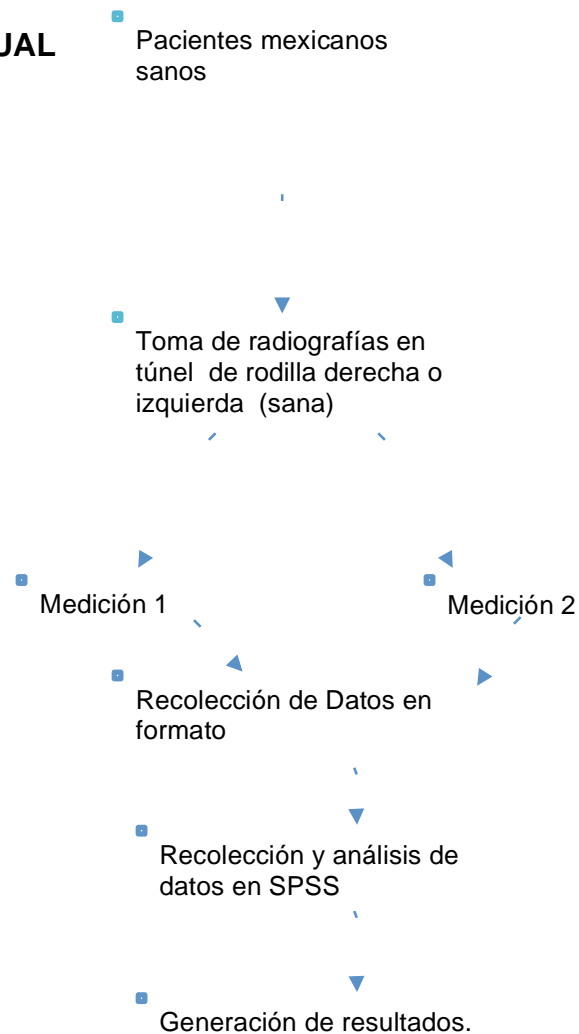 UAL
Pacientes mexicanos
sanos
Toma de radiografías en
túnel de rodilla derecha o
izquierda (sana)
Medición 1
Medición 2
Recolección de Datos en
formato
Recolección y análisis de
datos en SPSS
Generación de resultados.